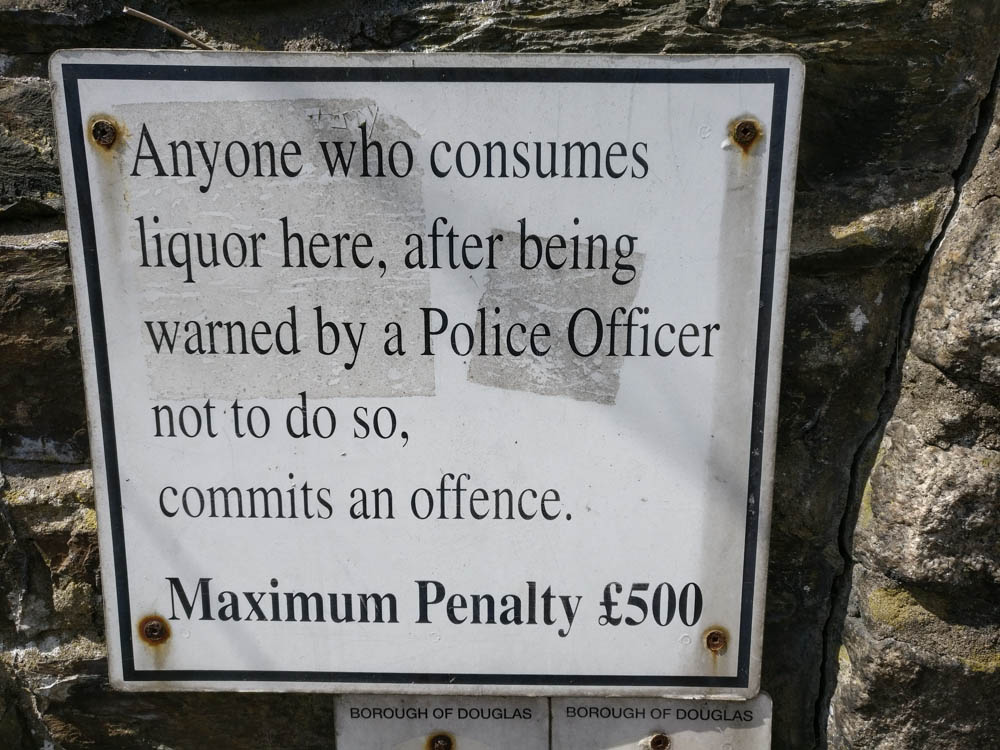 Anyone who consumes
liquor here, after being
warned by a Police Officer
not to do so,
commits an offence.
Maximum Penalty £500
BOROUGH OF DOUGLAS
BOROUGH OF DOUGLAS